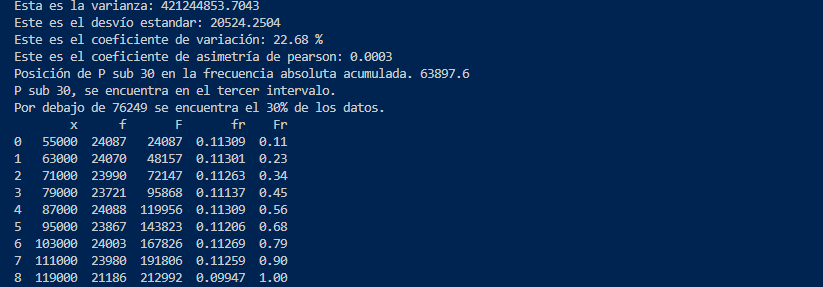 Esta es la varianza: 421244853.7043
Este es el desvío estandar: 20524.2504
Este es el coeficiente de variación: 22.68 %
Este es el coeficiente de asimetría de pearson: 0.0003
Posición de P sub 30 en la frecuencia absoluta acumulada. 63897.6
P sub 30, se encuentra en el tercer intervalo.
Por debajo de 76249 se encuentra el 30% de los datos.
x f F fr Fr
0 55000 24087 24087 0.11309 0.11
1 63000 24070 48157 0.11301 0.23
2 71000 23990 72147 0.11263 0.34
3 79000 23721 95868 0.11137 0.45
4 87000 24088 119956 0.11309 0.56
5 95000 23867 143823 0.11206 0.68
6 103000 24003 167826 0.11269 0.79
7 111000 23980 191806 0.11259 0.90
8 119000 21186 212992 0.09947 1.00